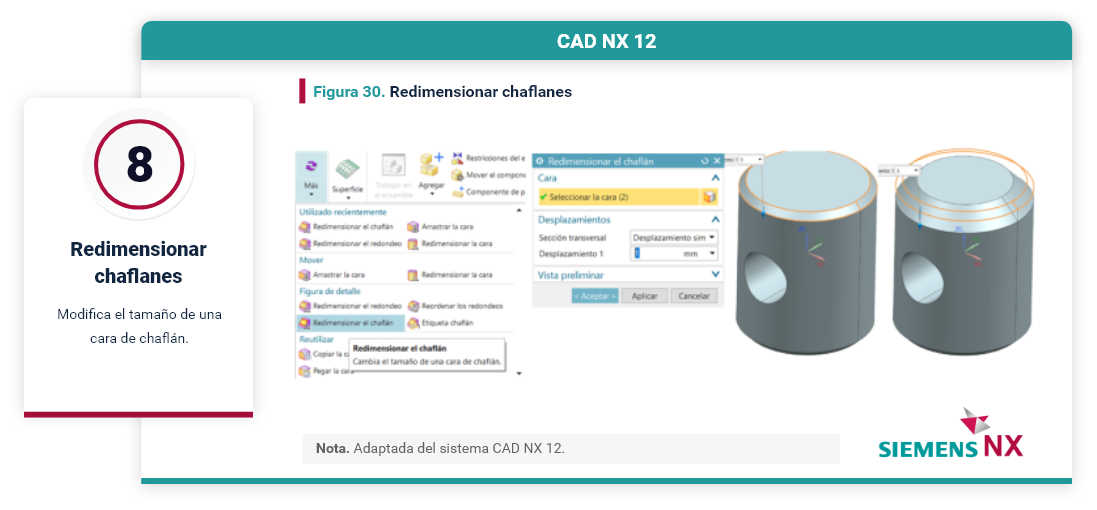 CAD NX 12
8
Redimensionar
chaflanes
Modifica el tamaño de una
cara de chaflán.
Figura 30. Redimensionar chaflanes
Más
Superficie
Trabajar en
el ensamble
Agregar
Restricciones del e
Mover el compone
Componente de p
Utilizado recientemente
Redimensionar el chaflán
Arrastrar la cara
Redimensionar el redondeo
Redimensionar la cara
Mover
Arrastrar la cara
Redimensionar la cara
Figura de detalle
Redimensionar el redondeo
Reordenar los redondeos
Redimensionar el chaflán
Etiqueta chaflán
Reutilizar
Copiar la ca
Pegar la cara
Redimensionar el chaflán
Cambia el tamaño de una cara de chaflán.
Redimensionar el chaflán
Cara
Seleccionar la cara (2)
Desplazamientos
Sección transversal
Desplazamiento sim
Desplazamiento 1
mm
Vista preliminar
< Aceptar >
Aplicar
Cancelar
Nota. Adaptada del sistema CAD NX 12.
SIEMENS NX